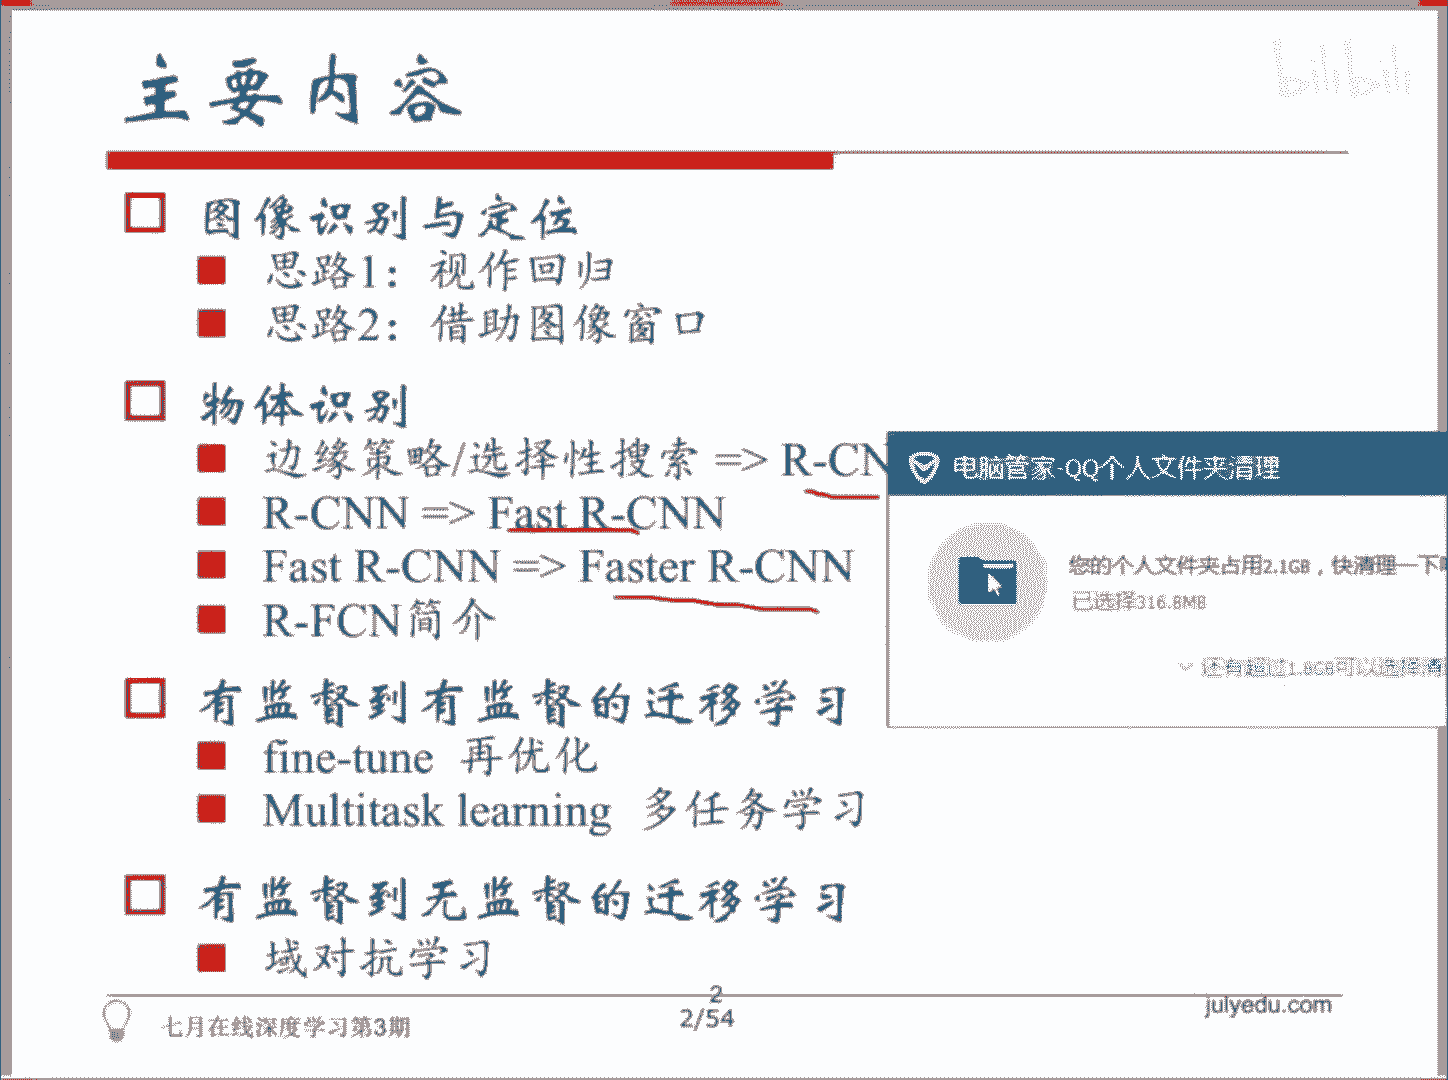 主要内容
bilibili
图像识别与定位
思路1：视作回归
思路2：借助图像窗口
物体识别
边缘策略/选择性搜索 => R-CN
R-CNN => Fast R-CNN
Fast R-CNN => Faster R-CNN
R-FCN简介
电脑管家-QQ个人文件夹清理
您的个人文件夹占用2.1GB，快清理一下
已选择316.8MB
还有超过1.8GB可以选择清
有监督到有监督的迁移学习
fine-tune 再优化
Multitask learning 多任务学习
有监督到无监督的迁移学习
域对抗学习
七月在线深度学习第3期
2
2/54
julyedu.com